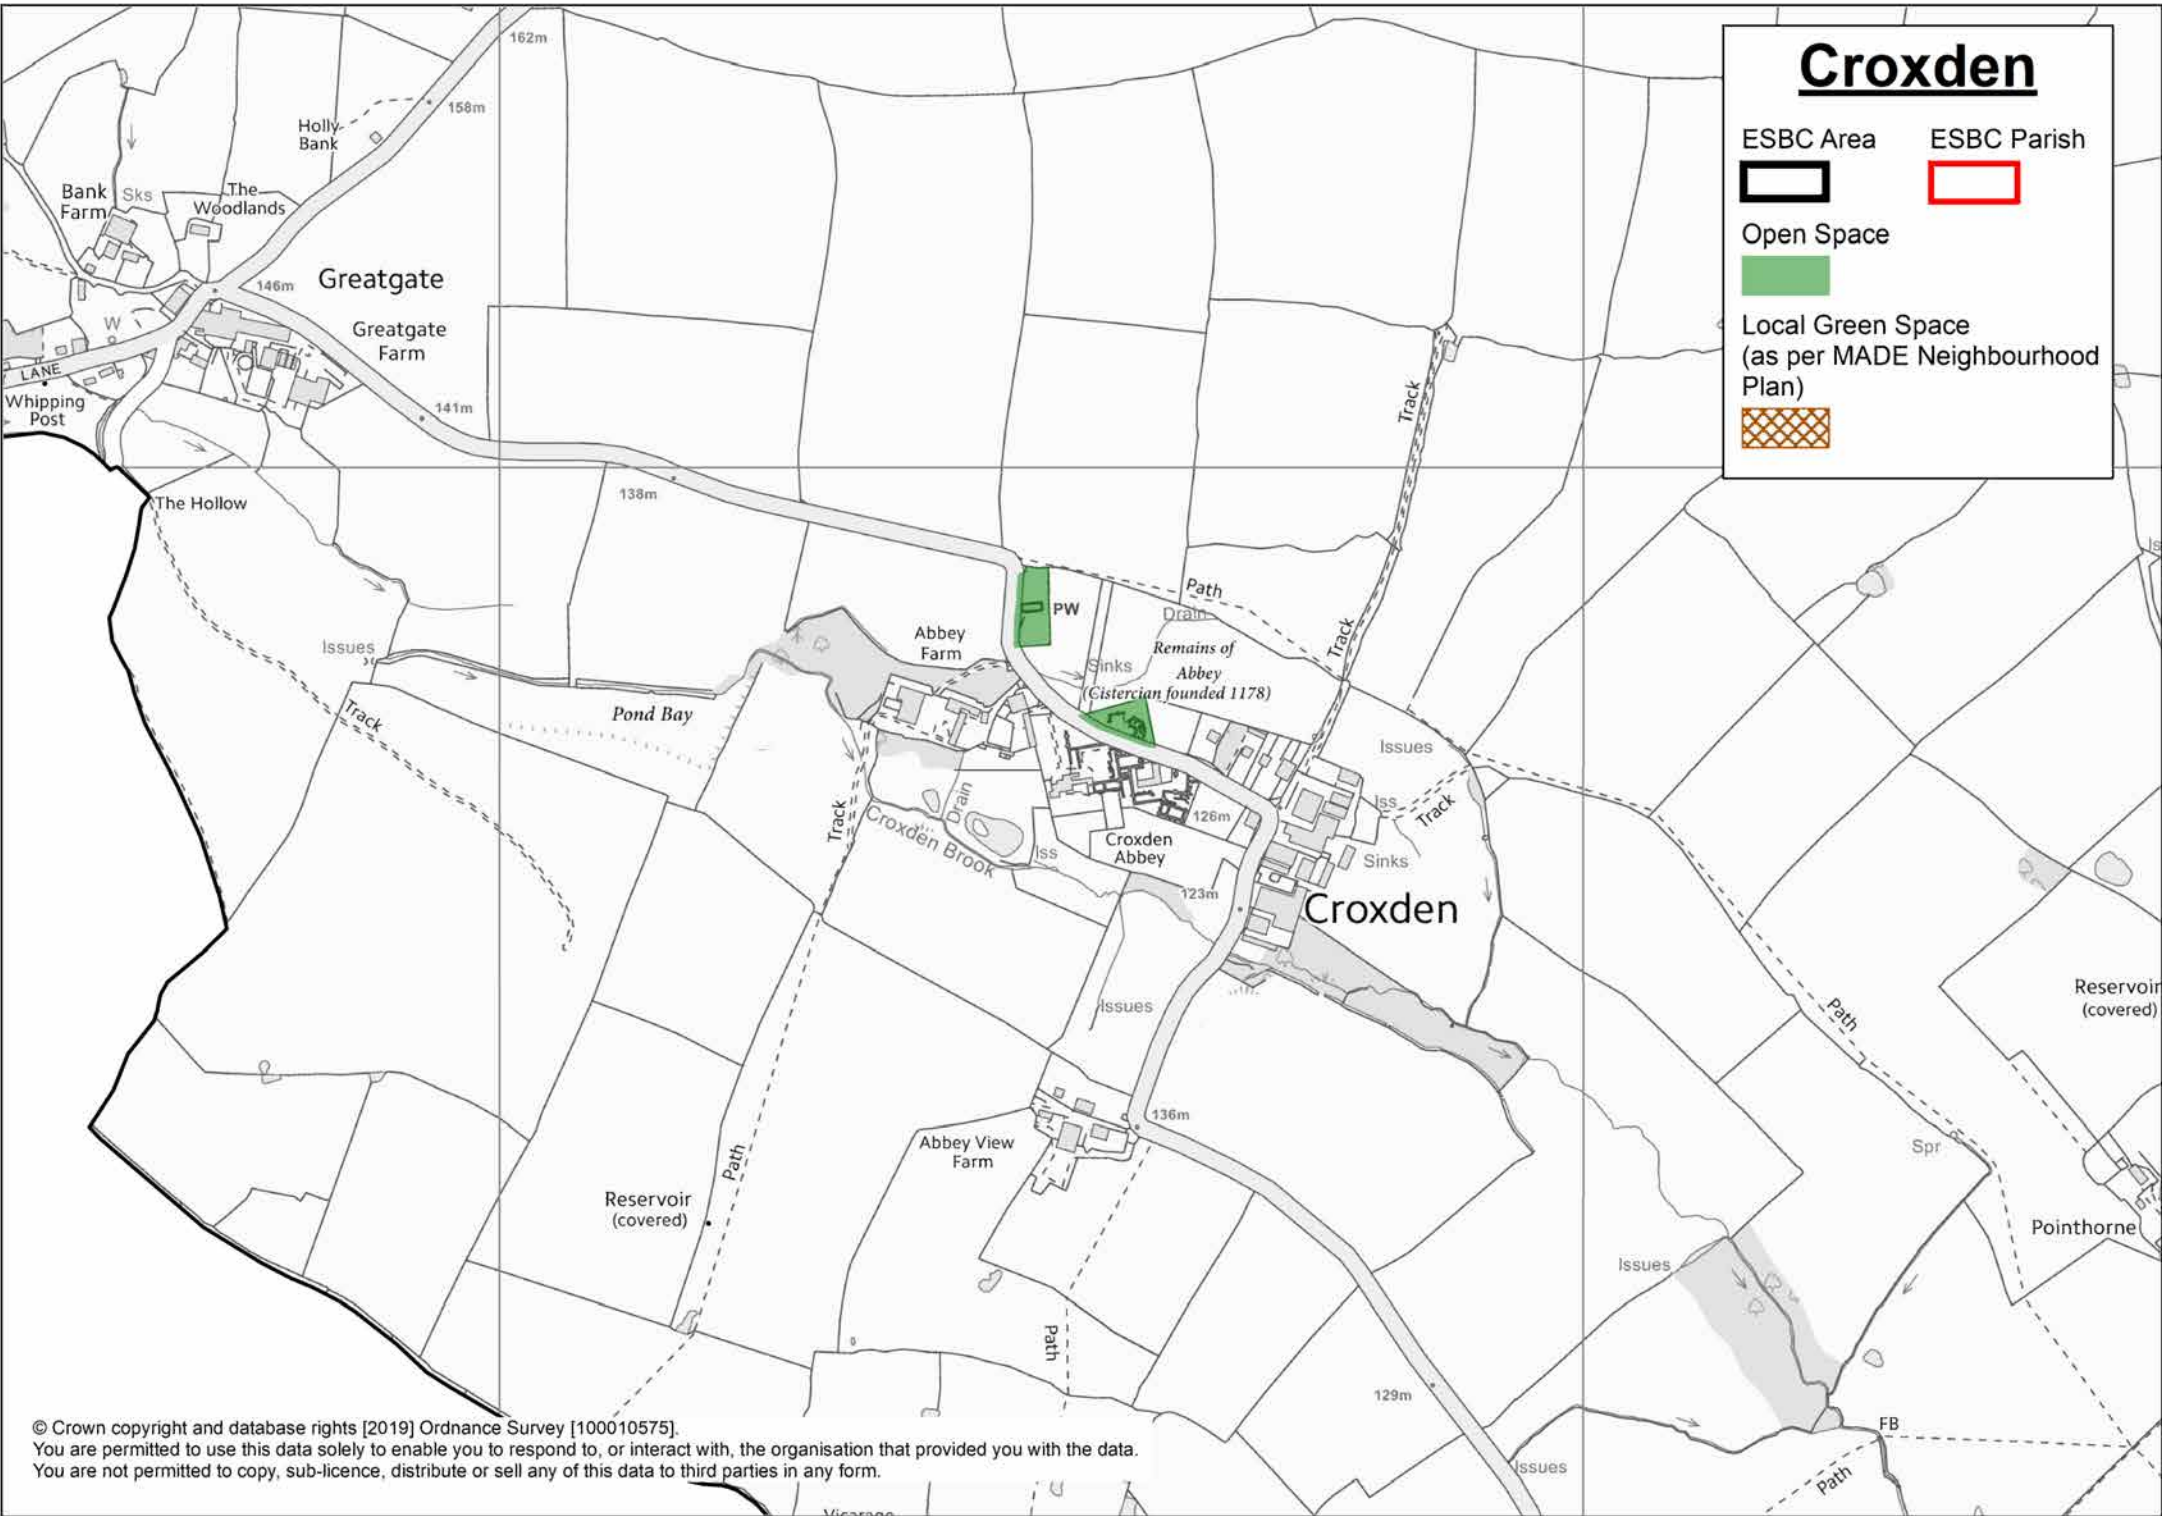 Croxden
ESBC Area
ESBC Parish
Open Space
Local Green Space
(as per MADE Neighbourhood
Plan)
162m
158m
Holly
Bank
Bank
Farm
Sks
The
Woodlands
146m
Greatgate
Greatgate
Farm
W
LANE
Whipping
Post
141m
Track
The Hollow
138m
Path
PW
Drain
Abbey
Farm
Issues
Sinks
Remains of
Abbey
(Cistercian founded 1178)
Track
Track
Pond Bay
Issues
Track
Drain
Croxden Brook
126m
Iss
Track
Croxden
Abbey
Iss
Sinks
123m
Croxden
Issues
Path
Reservoir
(covered)
136m
Abbey View
Farm
Path
Spr
Reservoir
(covered)
Pointhorne
Issues
Path
129m
FB
Issues
Path
© Crown copyright and database rights [2019] Ordnance Survey [100010575].
You are permitted to use this data solely to enable you to respond to, or interact with, the organisation that provided you with the data.
You are not permitted to copy, sub-licence, distribute or sell any of this data to third parties in any form.